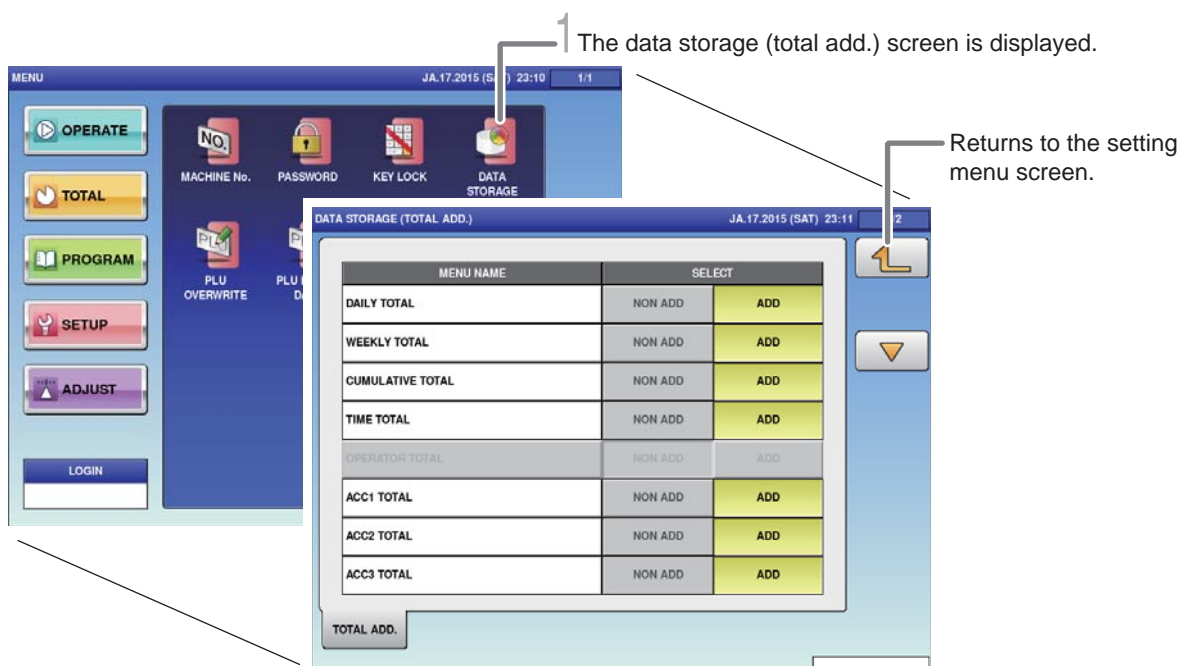 1
The data storage (total add.) screen is displayed.
MENU
JA.17.2015 (SAT) 23:10
1/1
OPERATE
TOTAL
PROGRAM
SETUP
ADJUST
LOGIN
NO.
MACHINE No.
PASSWORD
KEY LOCK
DATA
STORAGE
PLU
PLU
OVERWRITE
PLU
Returns to the setting
menu screen.
DATA STORAGE (TOTAL ADD.)
JA.17.2015 (SAT) 23:11
/2
MENU NAME SELECT
DAILY TOTAL NON ADD ADD
WEEKLY TOTAL NON ADD ADD
CUMULATIVE TOTAL NON ADD ADD
TIME TOTAL NON ADD ADD
OPERATOR TOTAL NON ADD ADD
ACC1 TOTAL NON ADD ADD
ACC2 TOTAL NON ADD ADD
ACC3 TOTAL NON ADD ADD
TOTAL ADD.